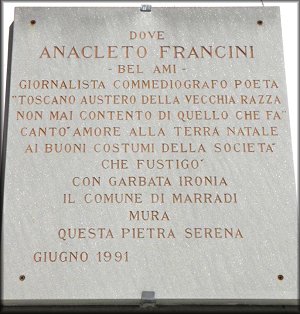 DOVE
ANACLETO FRANCINI
- BEL AMI -
GIORNALISTA COMMEDIOGRAFO POETA
"TOSCANO AUSTERO DELLA VECCHIA RAZZA
NON MAI CONTENTO DI QUELLO CHE FA"
CANTO' AMORE ALLA TERRA NATALE
AI BUONI COSTUMI DELLA SOCIETA'
CHE FUSTIGO'
CON GARBATA IRONIA
IL COMUNE DI MARRADI
MURA
QUESTA PIETRA SERENA
GIUGNO 1991